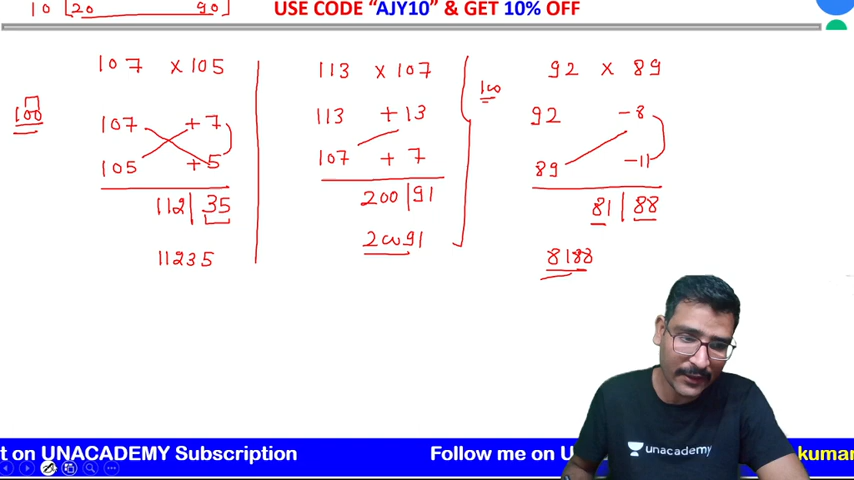 10 20 90
USE CODE "AJY10" & GET 10% OFF
107 x 105
100
107 +7
105 +5
112 | 35
11235
113 x 107
113 +13
107 +7
200 | 91
20091
92 x 89
100
92 -8
89 -11
81 | 88
8188
unacademy
t on UNACADEMY Subscription
Follow me on U
kumar